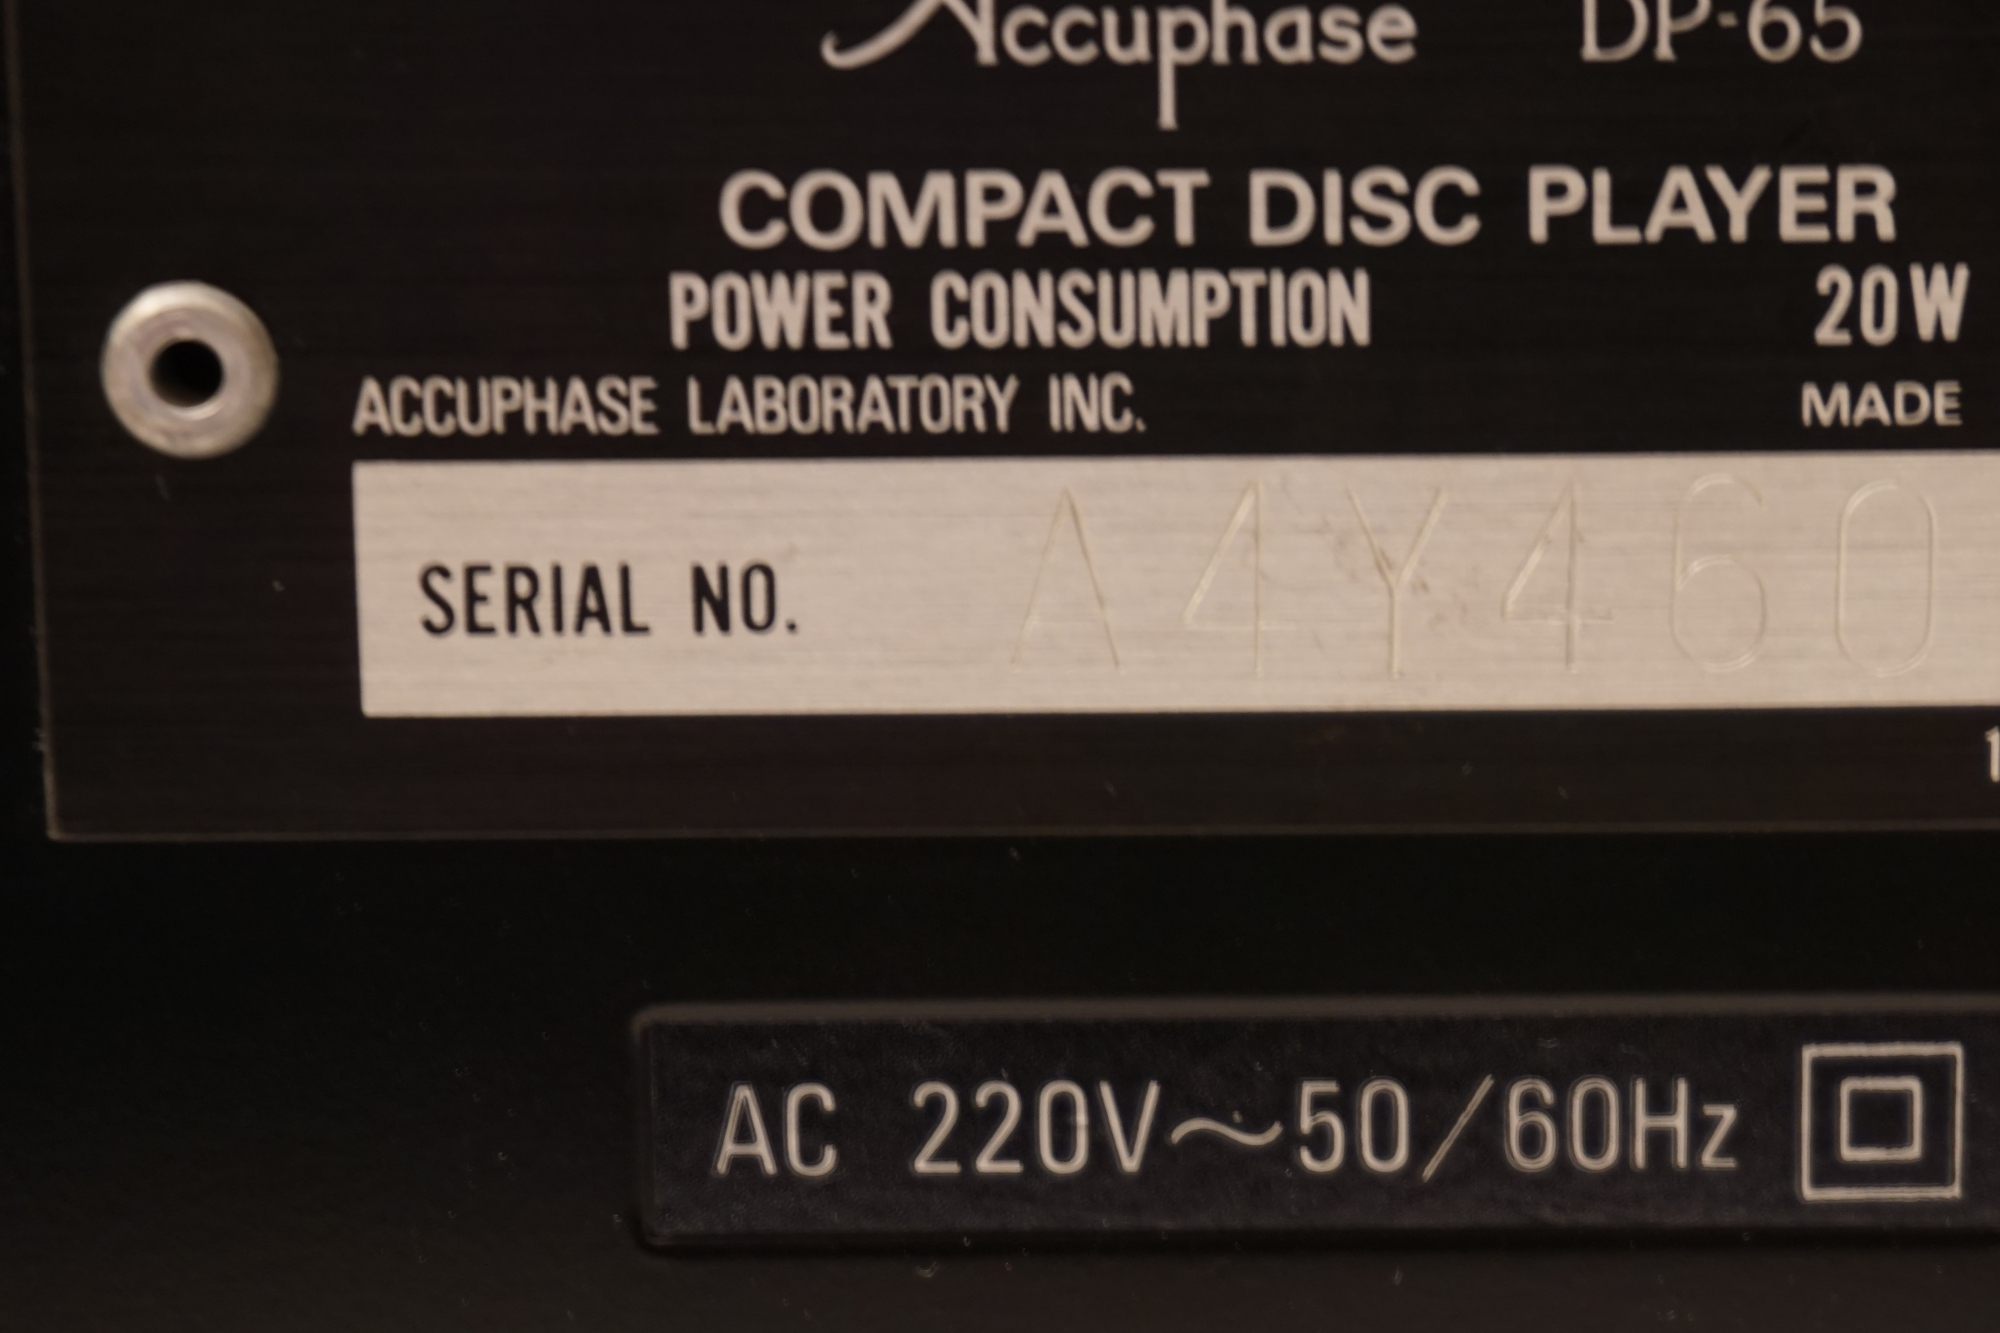 Accuphase DP-65
COMPACT DISC PLAYER
POWER CONSUMPTION 20W
ACCUPHASE LABORATORY INC. MADE
SERIAL NO. A4Y460
1
AC 220V~50/60Hz